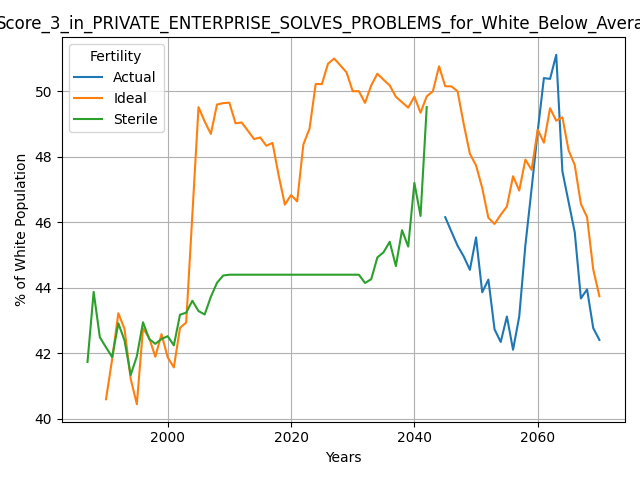 Score_3_in_PRIVATE_ENTERPRISE_SOLVES_PROBLEMS_for_White_Below_Avera
Fertility
Actual
Ideal
Sterile
% of White Population
50
48
46
44
42
40
2000
2020
2040
2060
Years